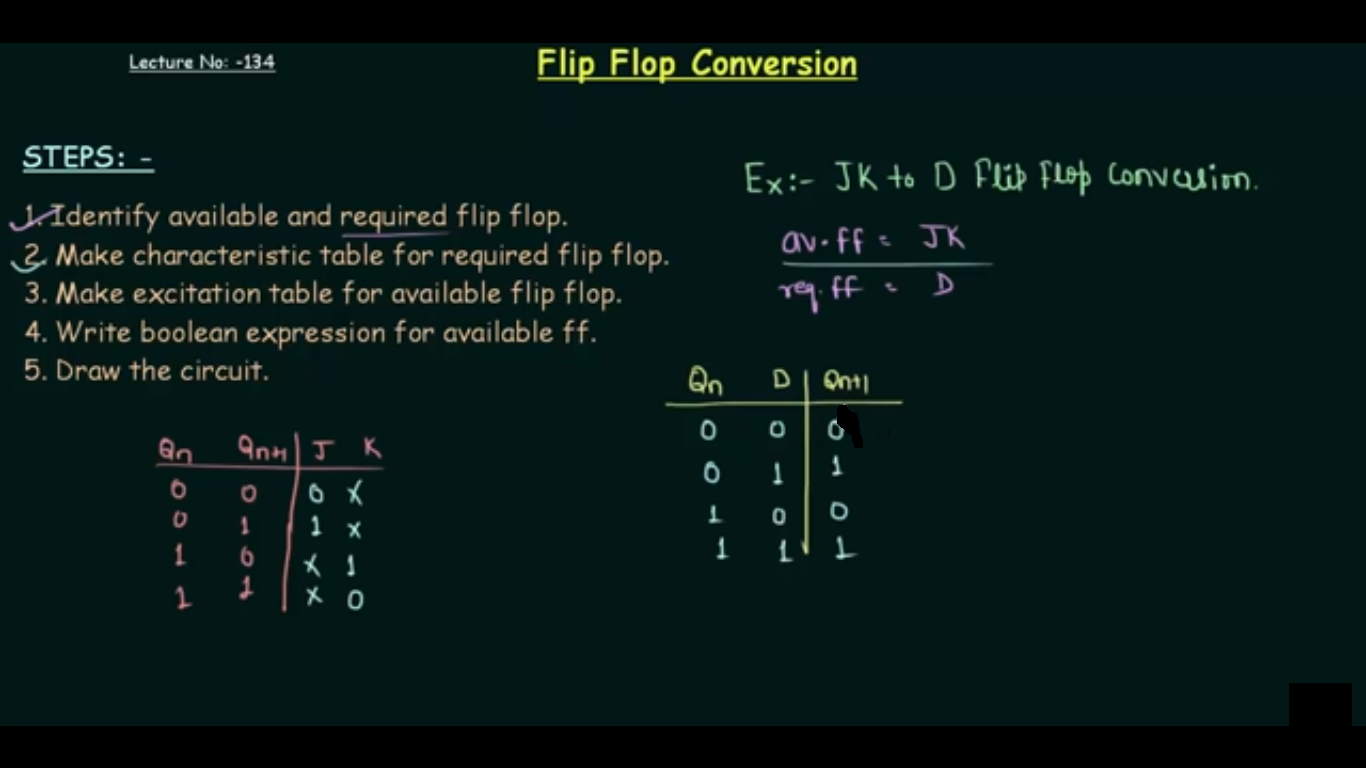 Lecture No: -134
Flip Flop Conversion
STEPS: -
1. Identify available and required flip flop.
2. Make characteristic table for required flip flop.
3. Make excitation table for available flip flop.
4. Write boolean expression for available ff.
5. Draw the circuit.
Ex:- JK to D flip flop conversion.
av. ff = JK
req. ff = D
Qn Qn+1 J K
0 0 0 x
0 1 1 x
1 0 x 1
1 1 x 0
Qn D Qn+1
0 0 0
0 1 1
1 0 0
1 1 1